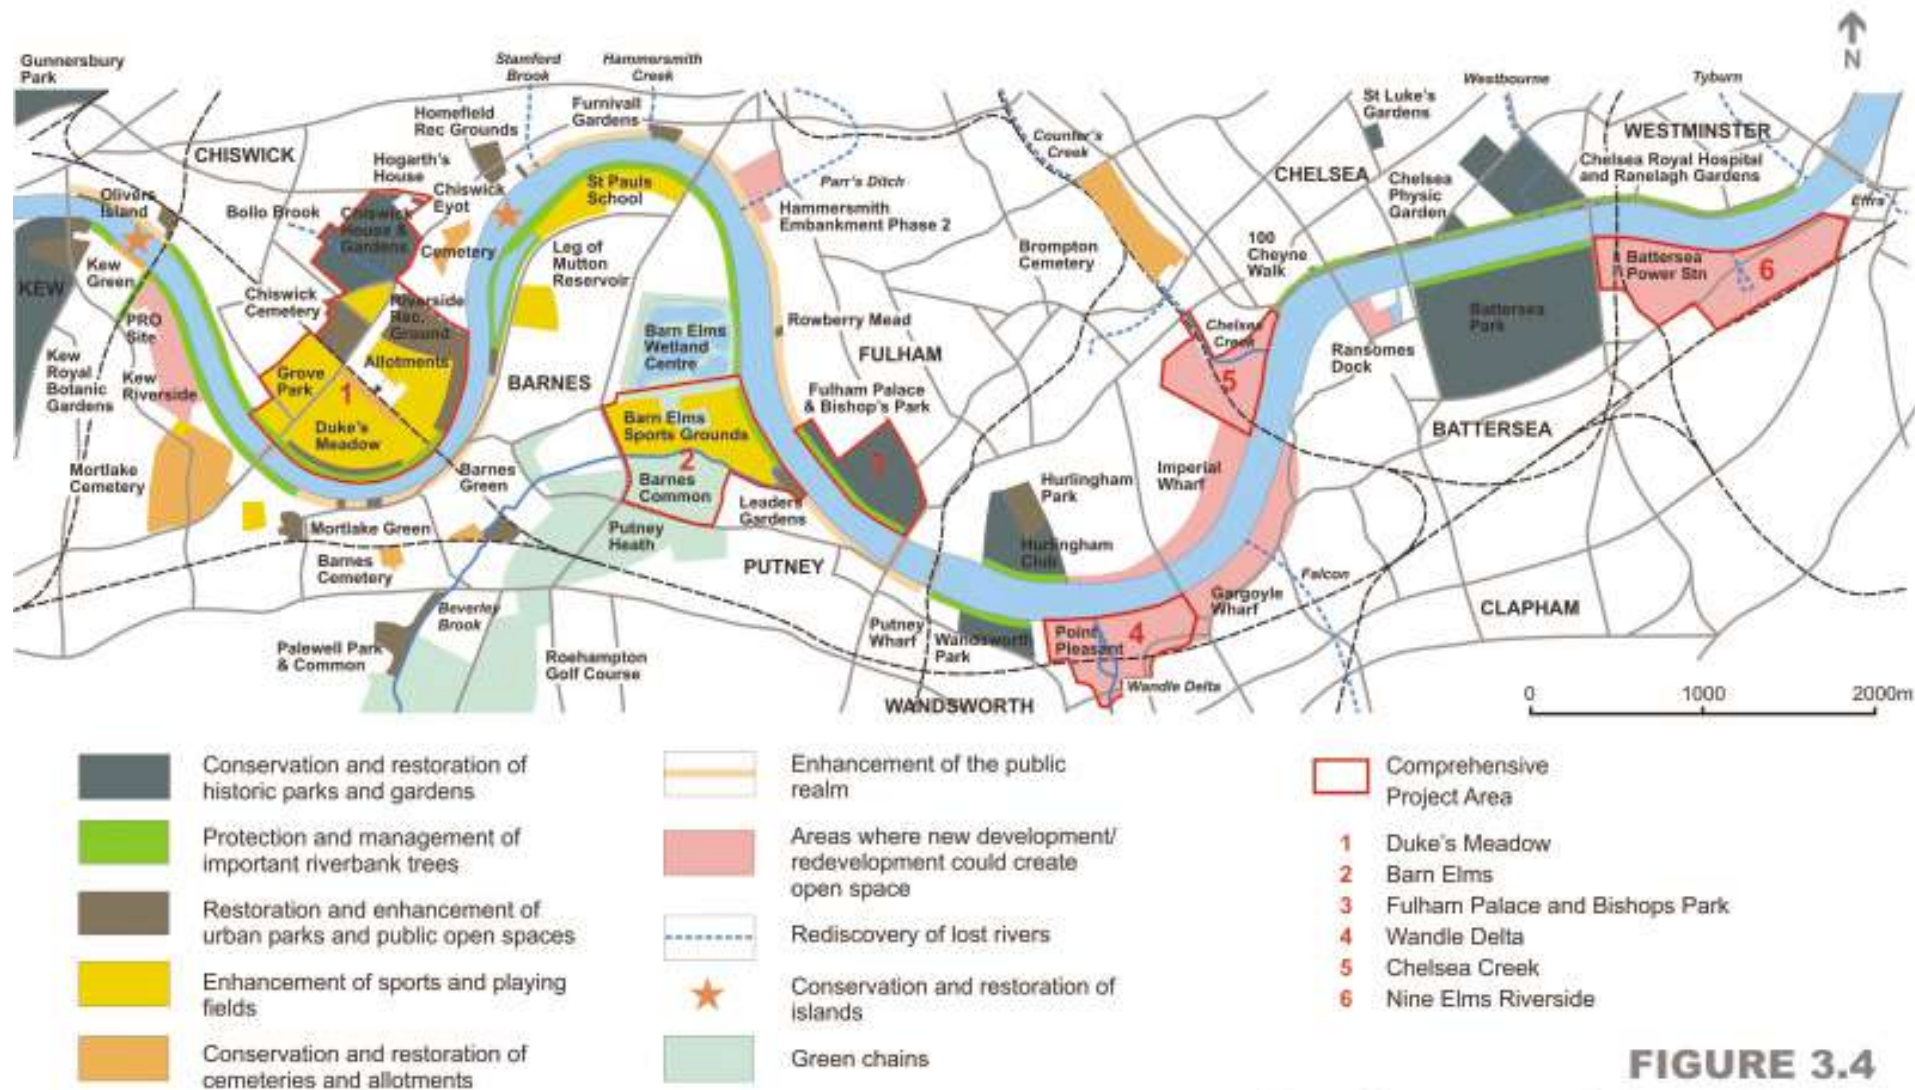 N
Gunnersbury
Park
Stamford
Brook
Hammersmith
Creek
Westbourne
Tyburn
Homefield
Rec Grounds
Furnivall
Gardens
St Luke's
Gardens
CHISWICK
Hogarth's
House
Counter's
Creek
WESTMINSTER
Chelsea Royal Hospital
and Ranelagh Gardens
Olivers
Island
Bollo Brook
Chiswick
House &
Gardens
Chiswick
Eyot
Cemetery
St Pauls
School
Parr's Ditch
Hammersmith
Embankment Phase 2
CHELSEA
Chelsea
Physic
Garden
Effra
Kew
Green
KEW
Leg of
Mutton
Reservoir
Brompton
Cemetery
100
Cheyne
Walk
Battersea
Power Stn
6
Chiswick
Cemetery
Riverside
Rec.
Ground
PRO
Site
Barn Elms
Wetland
Centre
Rowberry Mead
Chelsea
Creek
Battersea
Park
Kew
Royal
Botanic
Gardens
Kew
Riverside
Grove
Park
Allotments
1
BARNES
FULHAM
5
Ransomes
Dock
Fulham Palace
& Bishop's Park
Duke's
Meadow
Barn Elms
Sports Grounds
2
BATTERSEA
Mortlake
Cemetery
Barnes
Green
Barnes
Common
3
Imperial
Wharf
Hurlingham
Park
Leaders
Gardens
Mortlake Green
Putney
Heath
Hurlingham
Club
Barnes
Cemetery
PUTNEY
Falcon
Gargoyle
Wharf
CLAPHAM
Beverley
Brook
Putney
Wharf
Wandsworth
Park
Point
Pleasant
4
Palewell Park
& Common
Roehampton
Golf Course
Wandle Delta
WANDSWORTH
0 1000 2000m
Conservation and restoration of
historic parks and gardens
Protection and management of
important riverbank trees
Restoration and enhancement of
urban parks and public open spaces
Enhancement of sports and playing
fields
Conservation and restoration of
cemeteries and allotments
Enhancement of the public
realm
Areas where new development/
redevelopment could create
open space
Rediscovery of lost rivers
Conservation and restoration of
islands
Green chains
Comprehensive
Project Area
1 Duke's Meadow
2 Barn Elms
3 Fulham Palace and Bishops Park
4 Wandle Delta
5 Chelsea Creek
6 Nine Elms Riverside
FIGURE 3.4